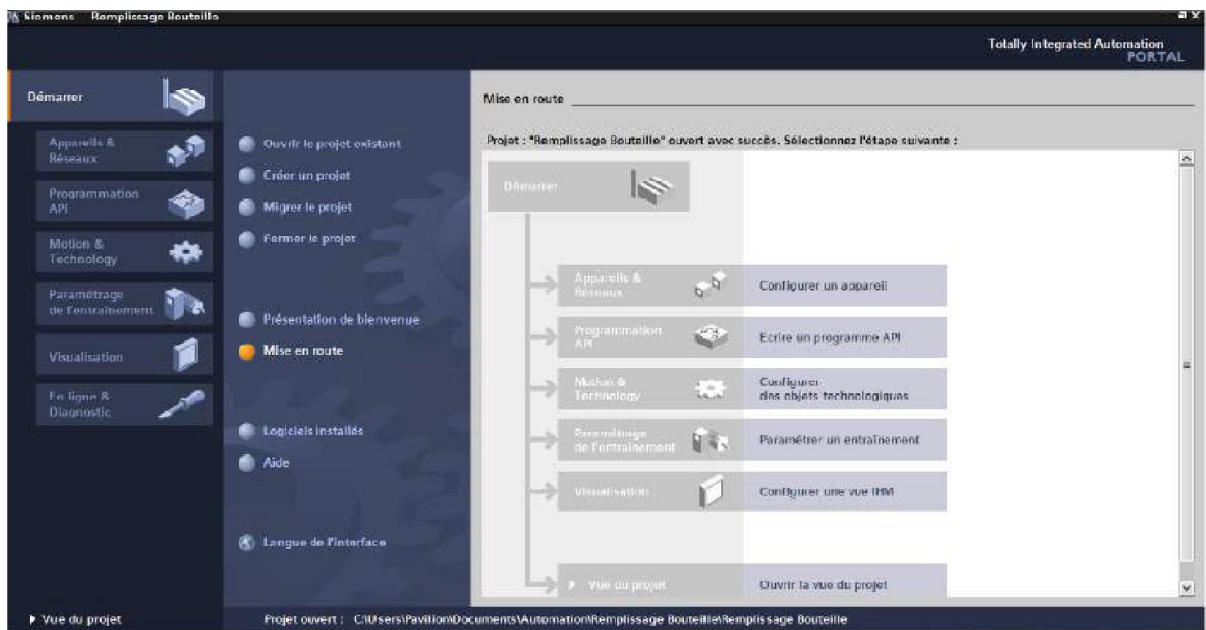 Siemens Remplissage Bouteille
Totally Integrated Automation
PORTAL
Démarrer
Appareils &
Réseaux
Programmation
API
Motion &
Technology
Paramétrage
de l'entraînement
Visualisation
En ligne &
Diagnostic
Vue du projet
Ouvrir le projet existant
Créer un projet
Migrer le projet
Fermer le projet
Présentation de bienvenue
Mise en route
Logiciels installés
Aide
Langue de l'interface
Mise en route
Projet : "Remplissage Bouteille" ouvert avec succès. Sélectionnez l'étape suivante :
Démarrer
Appareils &
Réseaux
Configurer un appareil
Programmation
API
Ecrire un programme API
Motion &
Technology
Configurer
des objets technologiques
Paramétrage
de l'entraînement
Paramétrer un entraînement
Visualisation
Configurer une vue IHM
Vue du projet
Ouvrir la vue du projet
Projet ouvert : C:\Users\Pavillion\Documents\Automation\Remplissage Bouteille\Remplissage Bouteille